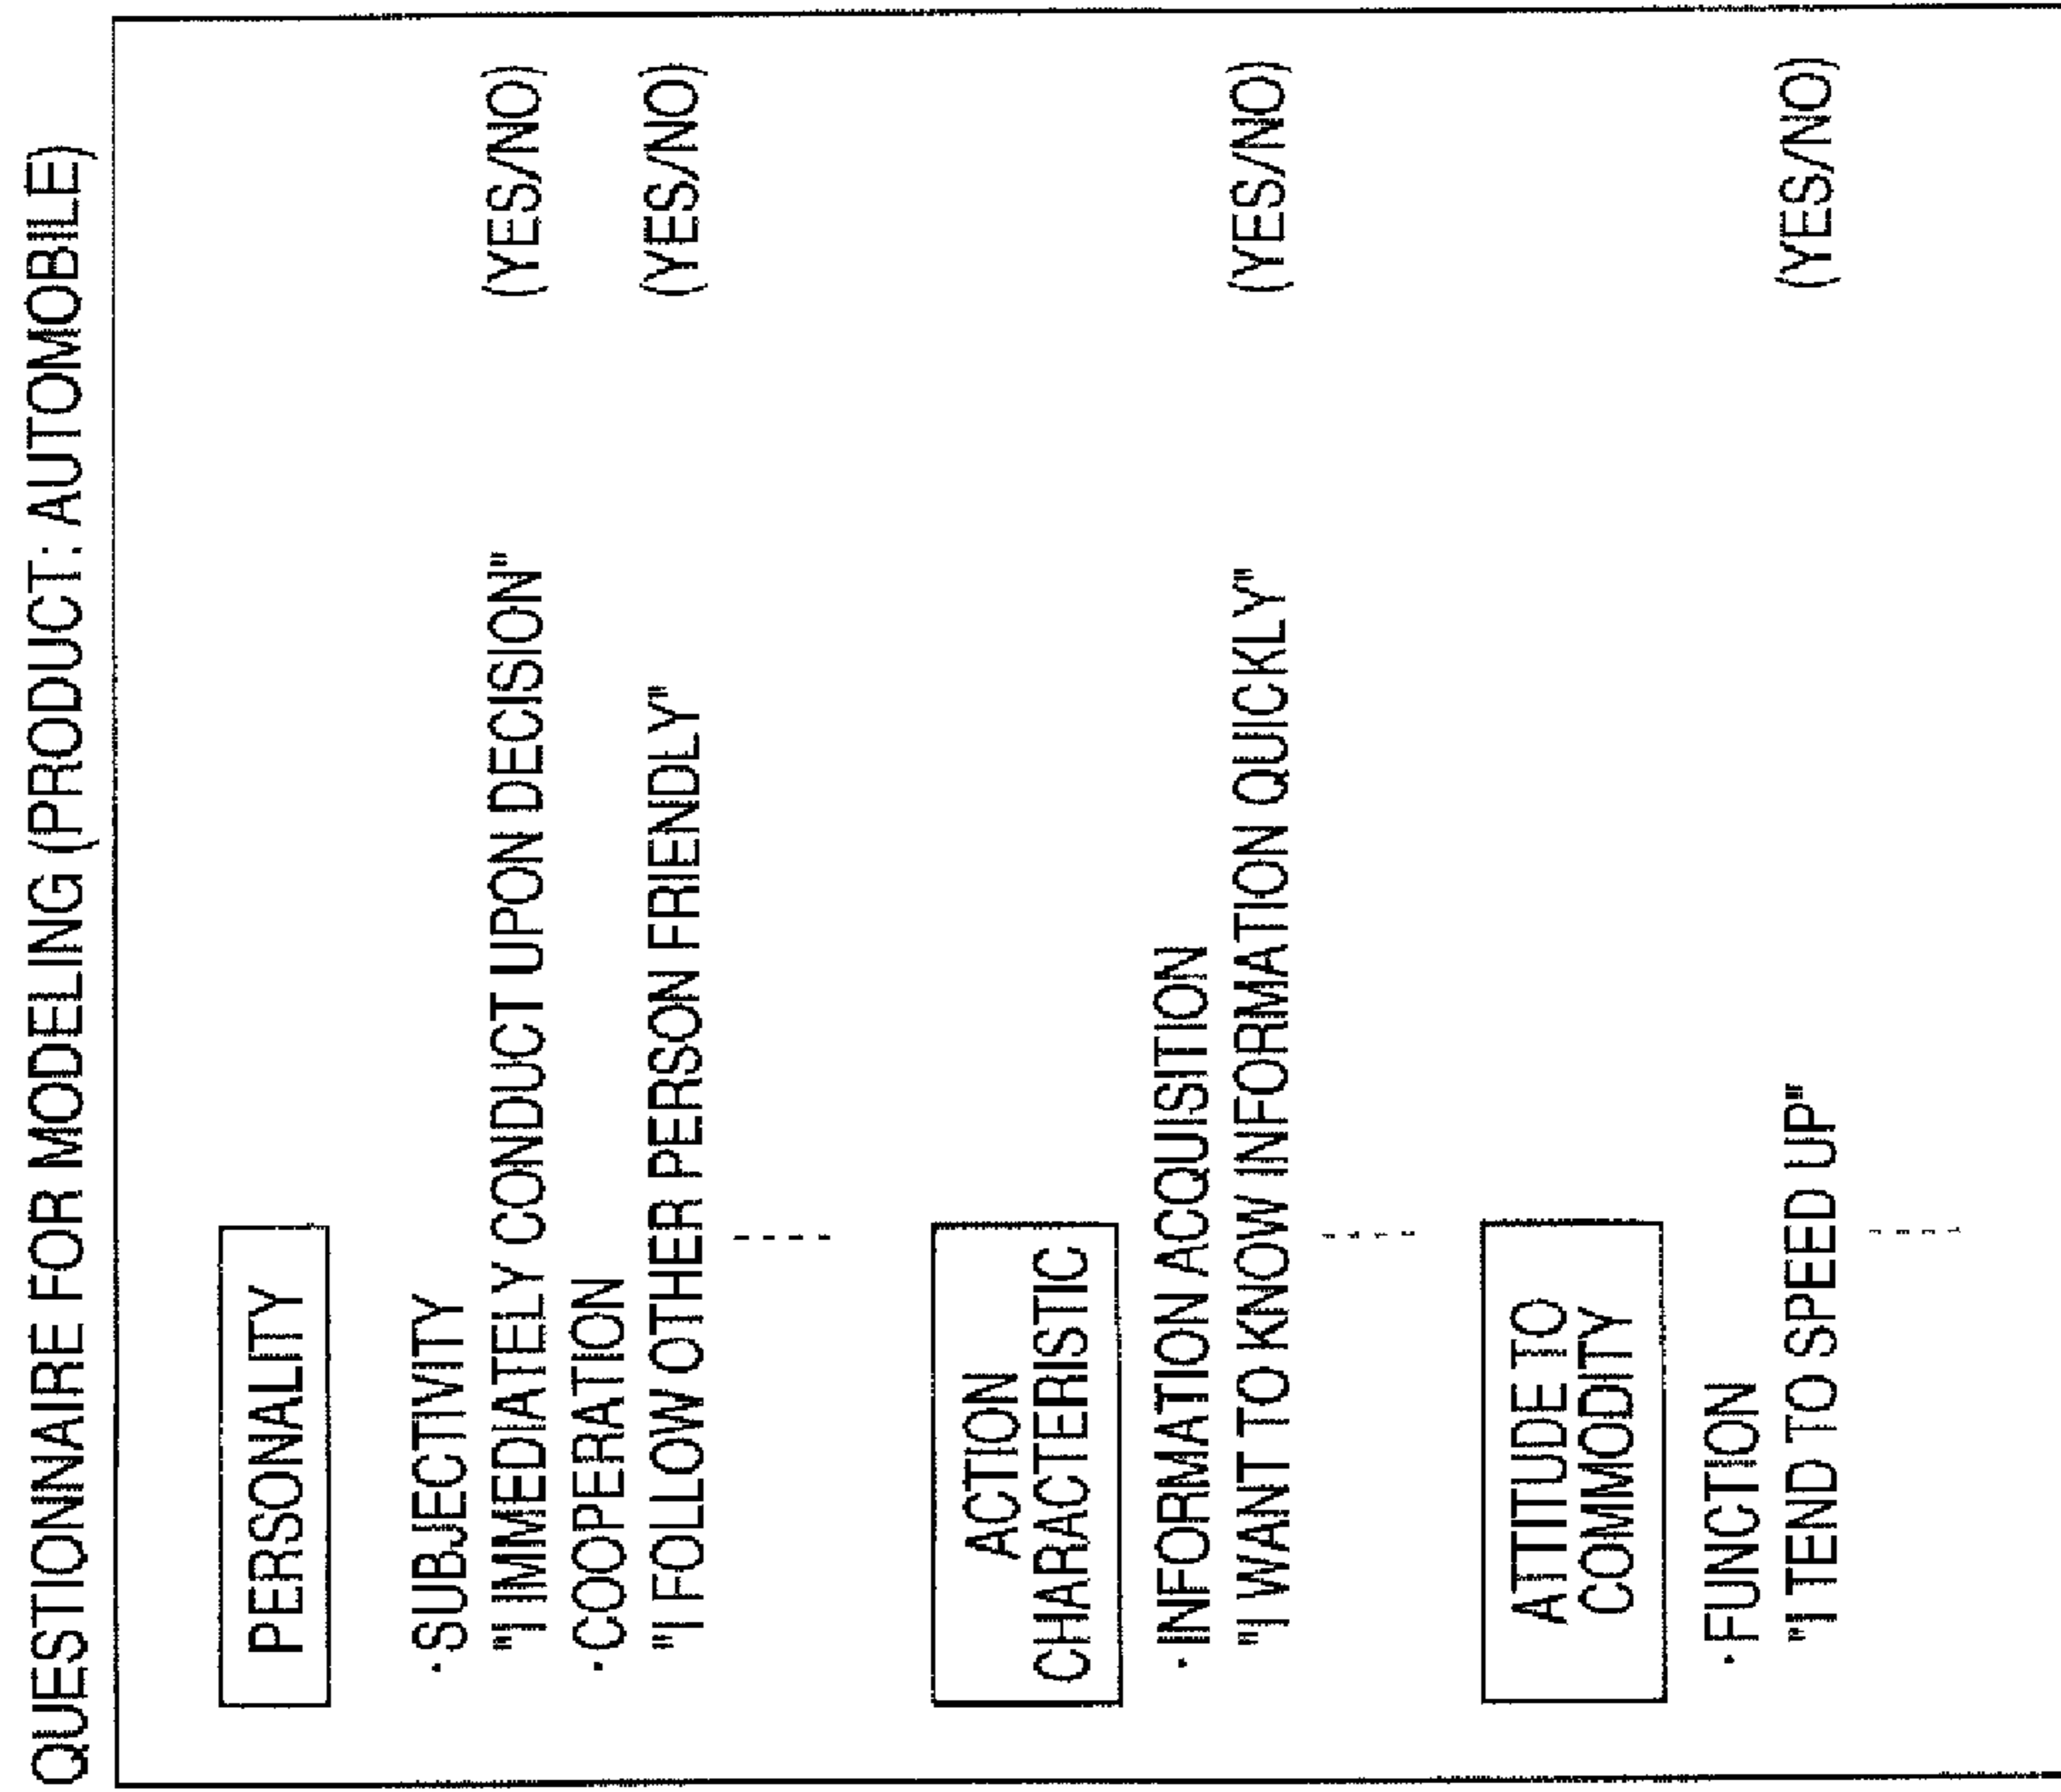 QUESTIONNAIRE FOR MODELING (PRODUCT: AUTOMOBILE)
PERSONALITY
· SUBJECTIVITY
"I IMMEDIATELY CONDUCT UPON DECISION" (YES/NO)
· COOPERATION
"I FOLLOW OTHER PERSON FRIENDLY" (YES/NO)
ACTION
CHARACTERISTIC
· INFORMATION ACQUISITION
"I WANT TO KNOW INFORMATION QUICKLY" (YES/NO)
ATTITUDE TO
COMMODITY
· FUNCTION
"I TEND TO SPEED UP" (YES/NO)